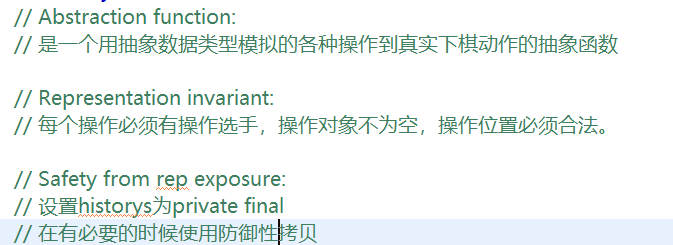 // Abstraction function:
// 是一个用抽象数据类型模拟的各种操作到真实下棋动作的抽象函数
// Representation invariant:
// 每个操作必须有操作选手，操作对象不为空，操作位置必须合法。
// Safety from rep exposure:
// 设置historys为private final
// 在有必要的时候使用防御性拷贝